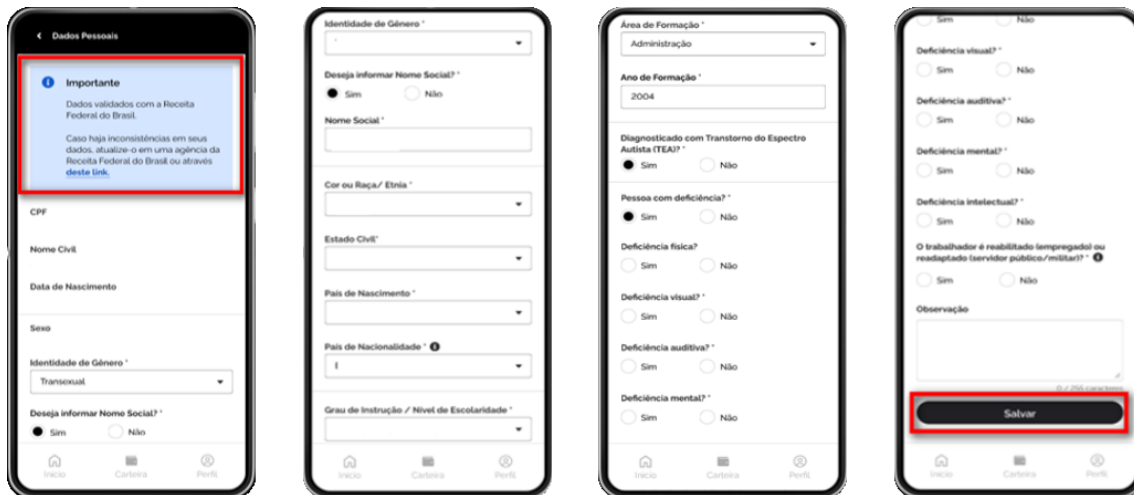 Dados Pessoais
Importante
Dados validados com a Receita
Federal do Brasil.
Caso haja inconsistências em seus
dados, atualize-o em uma agência da
Receita Federal do Brasil ou através
deste link.
CPF
Nome Civil
Data de Nascimento
Sexo
Identidade de Gênero *
Transexual
Deseja informar Nome Social? *
Sim Não
Início Carteira Perfil
Identidade de Gênero *
Deseja informar Nome Social? *
Sim Não
Nome Social *
Cor ou Raça/ Etnia *
Estado Civil*
País de Nascimento *
País de Nacionalidade *
Grau de Instrução / Nível de Escolaridade *
Início Carteira Perfil
Área de Formação *
Administração
Ano de Formação *
2004
Diagnosticado com Transtorno do Espectro
Autista (TEA)? *
Sim Não
Pessoa com deficiência? *
Sim Não
Deficiência física?
Sim Não
Deficiência visual? *
Sim Não
Deficiência auditiva? *
Sim Não
Deficiência mental? *
Sim Não
Início Carteira Perfil
Sim Não
Deficiência visual? *
Sim Não
Deficiência auditiva? *
Sim Não
Deficiência mental? *
Sim Não
Deficiência intelectual? *
Sim Não
O trabalhador é reabilitado (empregado) ou
readaptado (servidor público/militar)? *
Sim Não
Observação
0 / 255 caracteres
Salvar
Início Carteira Perfil